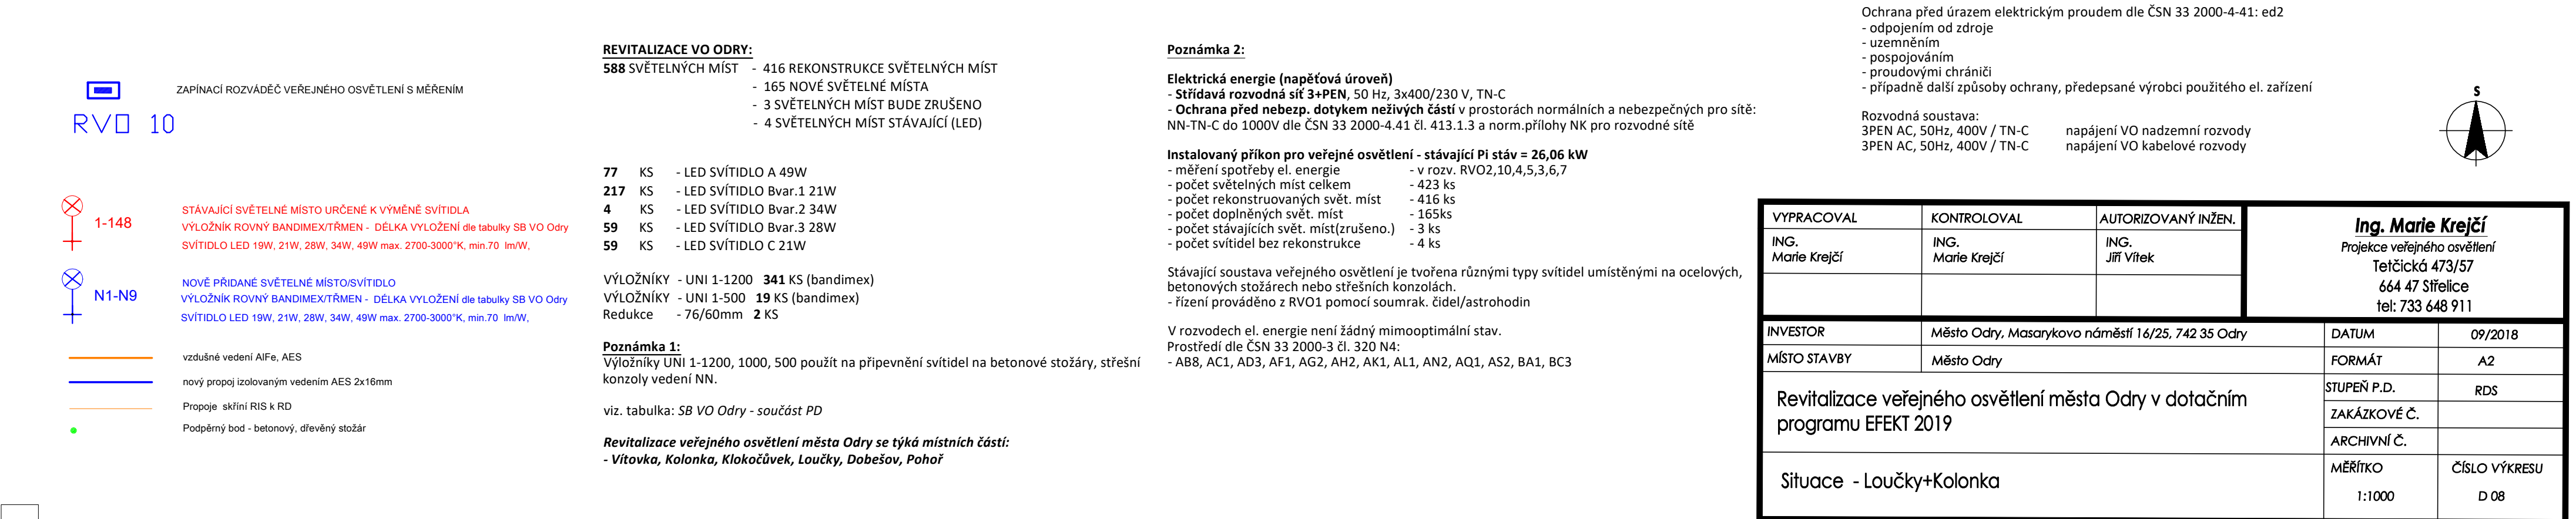 ZAPÍNACÍ ROZVÁDĚČ VEŘEJNÉHO OSVĚTLENÍ S MĚŘENÍM
RVO 10
1-148
STÁVAJÍCÍ SVĚTELNÉ MÍSTO URČENÉ K VÝMĚNĚ SVÍTIDLA
VÝLOŽNÍK ROVNÝ BANDIMEX/TŘMEN - DÉLKA VYLOŽENÍ dle tabulky SB VO Odry
SVÍTIDLO LED 19W, 21W, 28W, 34W, 49W max. 2700-3000°K, min.70 lm/W,
N1-N9
NOVĚ PŘIDANÉ SVĚTELNÉ MÍSTO/SVÍTIDLO
VÝLOŽNÍK ROVNÝ BANDIMEX/TŘMEN - DÉLKA VYLOŽENÍ dle tabulky SB VO Odry
SVÍTIDLO LED 19W, 21W, 28W, 34W, 49W max. 2700-3000°K, min.70 lm/W,
vzdušné vedení AlFe, AES
nový propoj izolovaným vedením AES 2x16mm
Propoje skříní RIS k RD
Podpěrný bod - betonový, dřevěný stožár
REVITALIZACE VO ODRY:
588 SVĚTELNÝCH MÍST - 416 REKONSTRUKCE SVĚTELNÝCH MÍST
- 165 NOVÉ SVĚTELNÉ MÍSTA
- 3 SVĚTELNÝCH MÍST BUDE ZRUŠENO
- 4 SVĚTELNÝCH MÍST STÁVAJÍCÍ (LED)
77 KS - LED SVÍTIDLO A 49W
217 KS - LED SVÍTIDLO Bvar.1 21W
4 KS - LED SVÍTIDLO Bvar.2 34W
59 KS - LED SVÍTIDLO Bvar.3 28W
59 KS - LED SVÍTIDLO C 21W
VÝLOŽNÍKY - UNI 1-1200 341 KS (bandimex)
VÝLOŽNÍKY - UNI 1-500 19 KS (bandimex)
Redukce - 76/60mm 2 KS
Poznámka 1:
Výložníky UNI 1-1200, 1000, 500 použít na připevnění svítidel na betonové stožáry, střešní
konzoly vedení NN.
viz. tabulka: SB VO Odry - součást PD
Revitalizace veřejného osvětlení města Odry se týká místních částí:
- Vítovka, Kolonka, Klokočůvek, Loučky, Dobešov, Pohoř
Poznámka 2:
Elektrická energie (napěťová úroveň)
- Střídavá rozvodná síť 3+PEN, 50 Hz, 3x400/230 V, TN-C
- Ochrana před nebezp. dotykem neživých částí v prostorách normálních a nebezpečných pro sítě:
NN-TN-C do 1000V dle ČSN 33 2000-4.41 čl. 413.1.3 a norm.přílohy NK pro rozvodné sítě
Instalovaný příkon pro veřejné osvětlení - stávající Pi stáv = 26,06 kW
- měření spotřeby el. energie - v rozv. RVO2,10,4,5,3,6,7
- počet světelných míst celkem - 423 ks
- počet rekonstruovaných svět. míst - 416 ks
- počet doplněných svět. míst - 165ks
- počet stávajících svět. míst(zrušeno.) - 3 ks
- počet svítidel bez rekonstrukce - 4 ks
Stávající soustava veřejného osvětlení je tvořena různými typy svítidel umístěnými na ocelových,
betonových stožárech nebo střešních konzolách.
- řízení prováděno z RVO1 pomocí soumrak. čidel/astrohodin
V rozvodech el. energie není žádný mimooptimální stav.
Prostředí dle ČSN 33 2000-3 čl. 320 N4:
- AB8, AC1, AD3, AF1, AG2, AH2, AK1, AL1, AN2, AQ1, AS2, BA1, BC3
Ochrana před úrazem elektrickým proudem dle ČSN 33 2000-4-41: ed2
- odpojením od zdroje
- uzemněním
- pospojováním
- proudovými chrániči
- případně další způsoby ochrany, předepsané výrobci použitého el. zařízení
Rozvodná soustava:
3PEN AC, 50Hz, 400V / TN-C napájení VO nadzemní rozvody
3PEN AC, 50Hz, 400V / TN-C napájení VO kabelové rozvody
S
VYPRACOVAL KONTROLOVAL AUTORIZOVANÝ INŽEN.
ING. ING. ING.
Marie Krejčí Marie Krejčí Jiří Vítek
Ing. Marie Krejčí
Projekce veřejného osvětlení
Tetčická 473/57
664 47 Střelice
tel: 733 648 911
INVESTOR Město Odry, Masarykovo náměstí 16/25, 742 35 Odry DATUM 09/2018
MÍSTO STAVBY Město Odry FORMÁT A2
STUPEŇ P.D. RDS
Revitalizace veřejného osvětlení města Odry v dotačním
programu EFEKT 2019
ZAKÁZKOVÉ Č.
ARCHIVNÍ Č.
Situace - Loučky+Kolonka
MĚŘÍTKO ČÍSLO VÝKRESU
1:1000 D 08